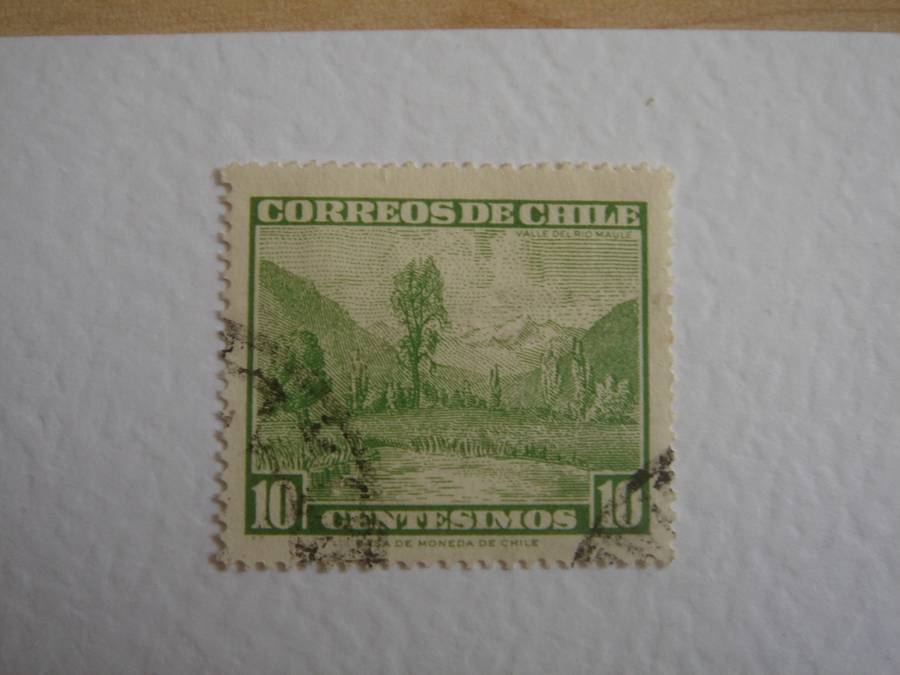 CORREOS DE CHILE
VALLE DEL RIO MAULE
10 CENTESIMOS 10
CASA DE MONEDA DE CHILE